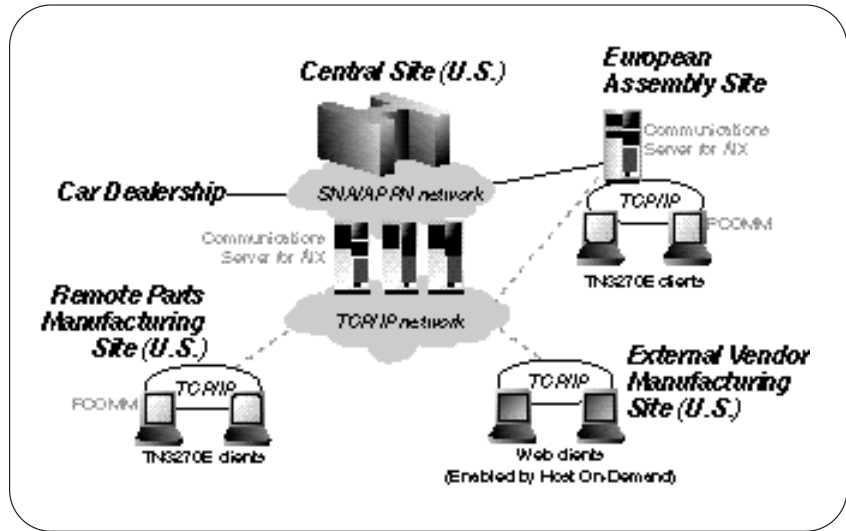 Central Site (U.S.)
European
Assembly Site
Communications
Server for AIX
Car Dealership
SNA/APPN network
TCP/IP
PCOMM
TN3270E clients
Communications
Server for AIX
Remote Parts
Manufacturing
Site (U.S.)
TCP/IP network
TCP/IP
PCOMM
TN3270E clients
External Vendor
Manufacturing
Site (U.S.)
TCP/IP
Web clients
(Enabled by Host On-Demand)